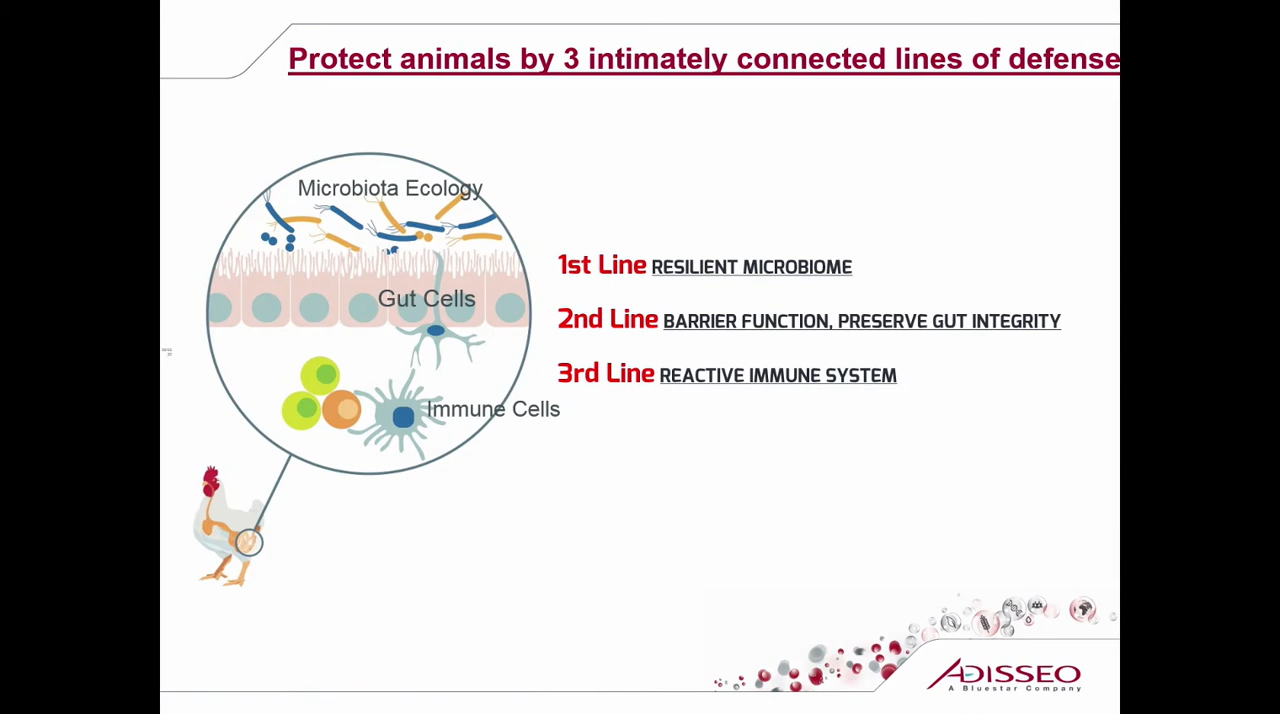 Protect animals by 3 intimately connected lines of defense
Microbiota Ecology
Gut Cells
Immune Cells
1st Line RESILIENT MICROBIOME
2nd Line BARRIER FUNCTION, PRESERVE GUT INTEGRITY
3rd Line REACTIVE IMMUNE SYSTEM
ADISSEO
A Bluestar Company